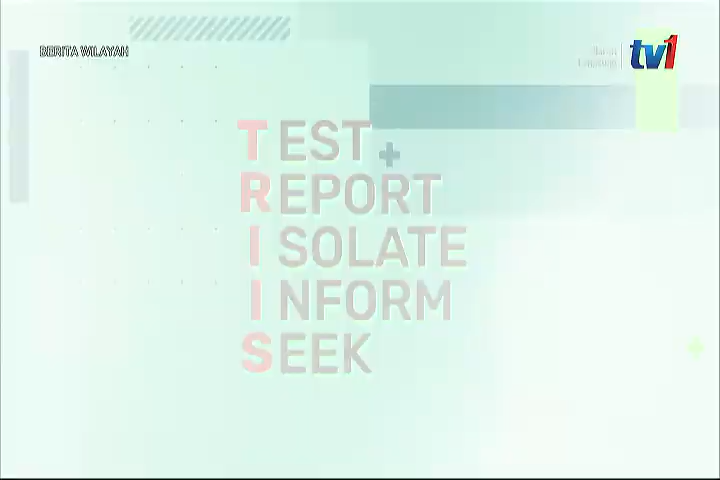 BERITA WILAYAH
tv1
TEST
REPORT
ISOLATE
INFORM
SEEK